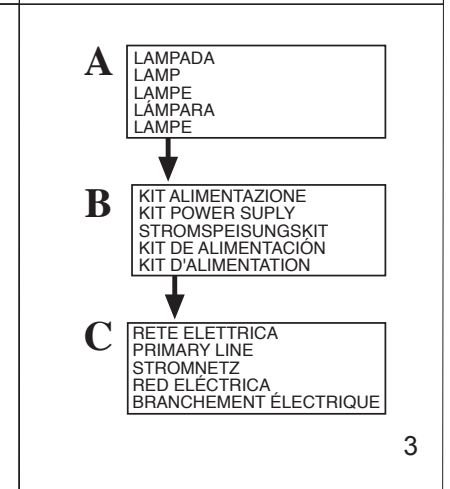 A
LAMPADA
LAMP
LAMPE
LÁMPARA
LAMPE
B
KIT ALIMENTAZIONE
KIT POWER SUPLY
STROMSPEISUNGSKIT
KIT DE ALIMENTACIÓN
KIT D'ALIMENTATION
C
RETE ELETTRICA
PRIMARY LINE
STROMNETZ
RED ELÉCTRICA
BRANCHEMENT ÉLECTRIQUE
3